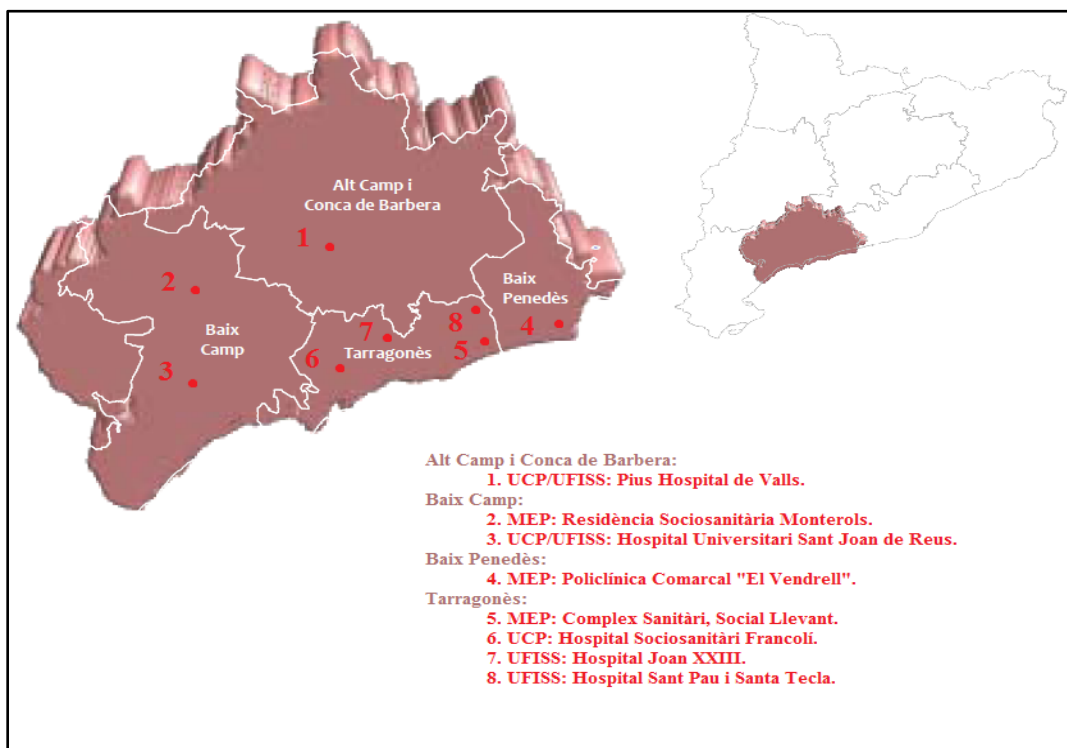 Alt Camp i
Conca de Barbera
1
2
Baix
Penedès
8
4
7
Baix
Camp
5
Tarragonès
6
3
Alt Camp i Conca de Barbera:
1. UCP/UFISS: Pius Hospital de Valls.
Baix Camp:
2. MEP: Residència Sociosanitària Monterols.
3. UCP/UFISS: Hospital Universitari Sant Joan de Reus.
Baix Penedès:
4. MEP: Policlínica Comarcal "El Vendrell".
Tarragonès:
5. MEP: Complex Sanitàri, Social Llevant.
6. UCP: Hospital Sociosanitàri Francolí.
7. UFISS: Hospital Joan XXIII.
8. UFISS: Hospital Sant Pau i Santa Tecla.